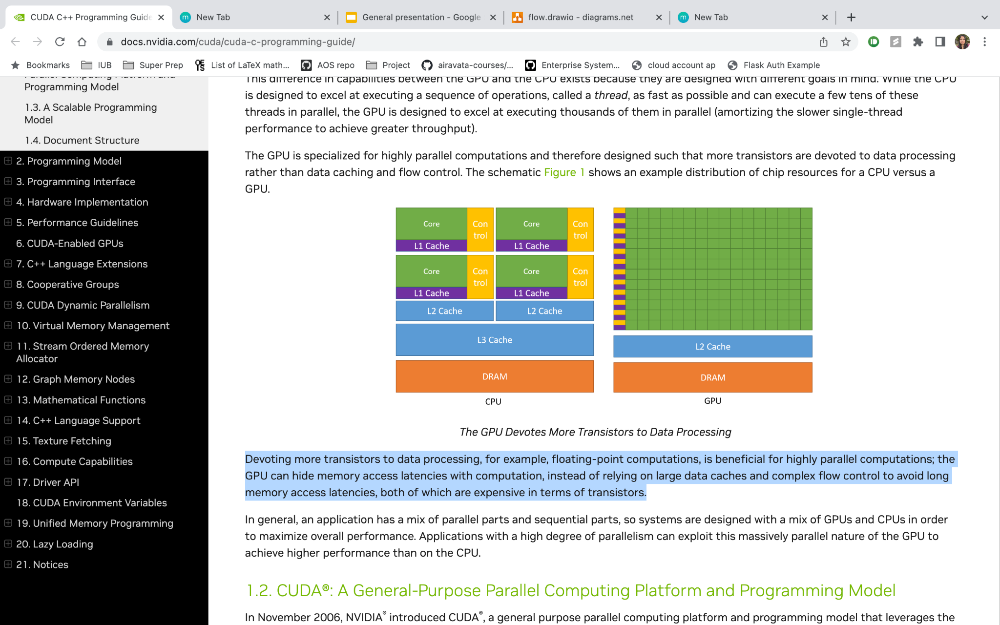 CUDA C++ Programming Guide
New Tab
General presentation - Google
flow.drawio - diagrams.net
New Tab
docs.nvidia.com/cuda/cuda-c-programming-guide/
Bookmarks
IUB
Super Prep
List of LaTeX math...
AOS repo
Project
airavata-courses/...
Enterprise System...
cloud account ap
Flask Auth Example
Parallel Computing Platform and
Programming Model
1.3. A Scalable Programming
Model
1.4. Document Structure
2. Programming Model
3. Programming Interface
4. Hardware Implementation
5. Performance Guidelines
6. CUDA-Enabled GPUs
7. C++ Language Extensions
8. Cooperative Groups
9. CUDA Dynamic Parallelism
10. Virtual Memory Management
11. Stream Ordered Memory
Allocator
12. Graph Memory Nodes
13. Mathematical Functions
14. C++ Language Support
15. Texture Fetching
16. Compute Capabilities
17. Driver API
18. CUDA Environment Variables
19. Unified Memory Programming
20. Lazy Loading
21. Notices
This difference in capabilities between the GPU and the CPU exists because they are designed with different goals in mind. While the CPU
is designed to excel at executing a sequence of operations, called a thread, as fast as possible and can execute a few tens of these
threads in parallel, the GPU is designed to excel at executing thousands of them in parallel (amortizing the slower single-thread
performance to achieve greater throughput).
The GPU is specialized for highly parallel computations and therefore designed such that more transistors are devoted to data processing
rather than data caching and flow control. The schematic Figure 1 shows an example distribution of chip resources for a CPU versus a
GPU.
Core
Con
trol
L1 Cache
Core
Con
trol
L1 Cache
Core
Con
trol
L1 Cache
Core
Con
trol
L1 Cache
L2 Cache
L2 Cache
L3 Cache
DRAM
CPU
L2 Cache
DRAM
GPU
The GPU Devotes More Transistors to Data Processing
Devoting more transistors to data processing, for example, floating-point computations, is beneficial for highly parallel computations; the
GPU can hide memory access latencies with computation, instead of relying on large data caches and complex flow control to avoid long
memory access latencies, both of which are expensive in terms of transistors.
In general, an application has a mix of parallel parts and sequential parts, so systems are designed with a mix of GPUs and CPUs in order
to maximize overall performance. Applications with a high degree of parallelism can exploit this massively parallel nature of the GPU to
achieve higher performance than on the CPU.
1.2. CUDA®: A General-Purpose Parallel Computing Platform and Programming Model
In November 2006, NVIDIA® introduced CUDA®, a general purpose parallel computing platform and programming model that leverages the